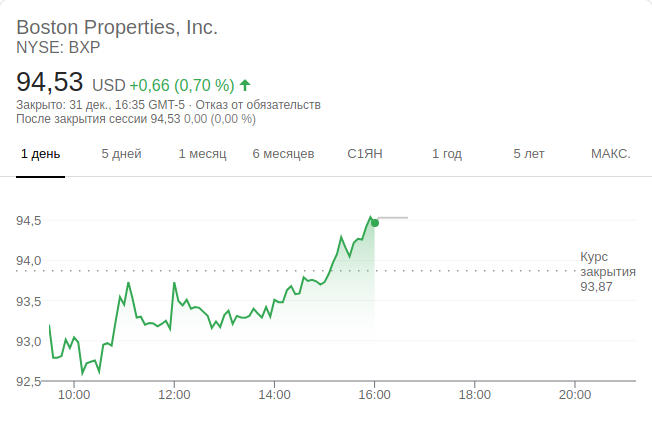 Boston Properties, Inc.
NYSE: BXP
94,53 USD +0,66 (0,70 %)
Закрыто: 31 дек., 16:35 GMT-5 · Отказ от обязательств
После закрытия сессии 94,53 0,00 (0,00 %)
1 день 5 дней 1 месяц 6 месяцев С1ЯН 1 год 5 лет МАКС.
94,5
94,0
93,5
93,0
92,5
Курс
закрытия
93,87
10:00 12:00 14:00 16:00 18:00 20:00